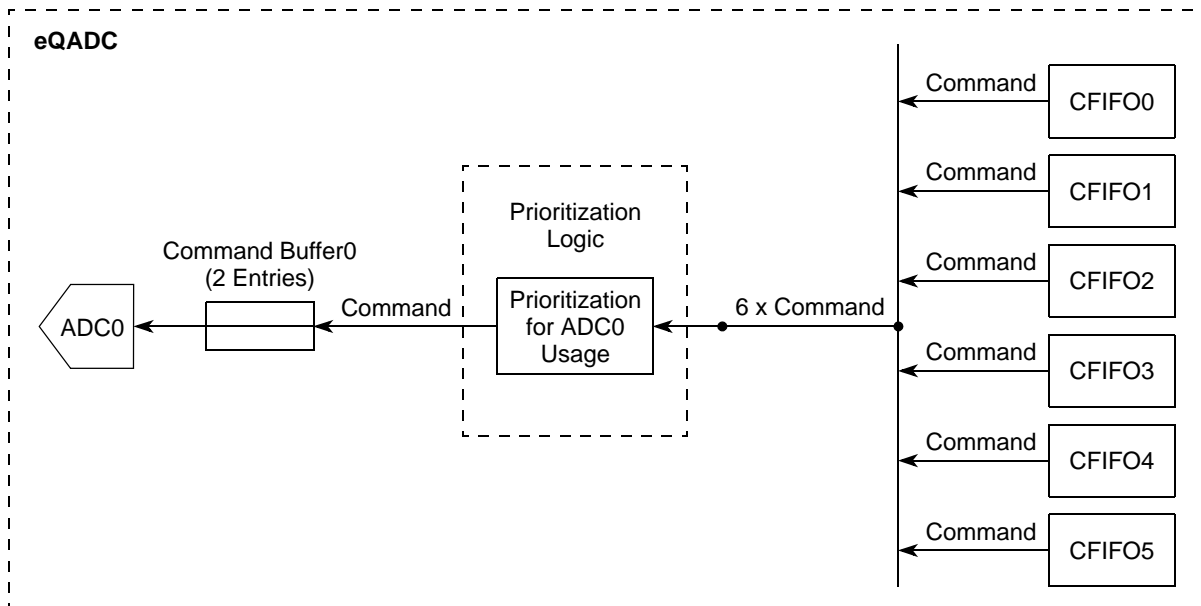 eQADC
Command
CFIFO0
Command
CFIFO1
Prioritization
Logic
Command Buffer0
(2 Entries)
Command
CFIFO2
ADC0
Command
Prioritization
for ADC0
Usage
6 x Command
Command
CFIFO3
Command
CFIFO4
Command
CFIFO5